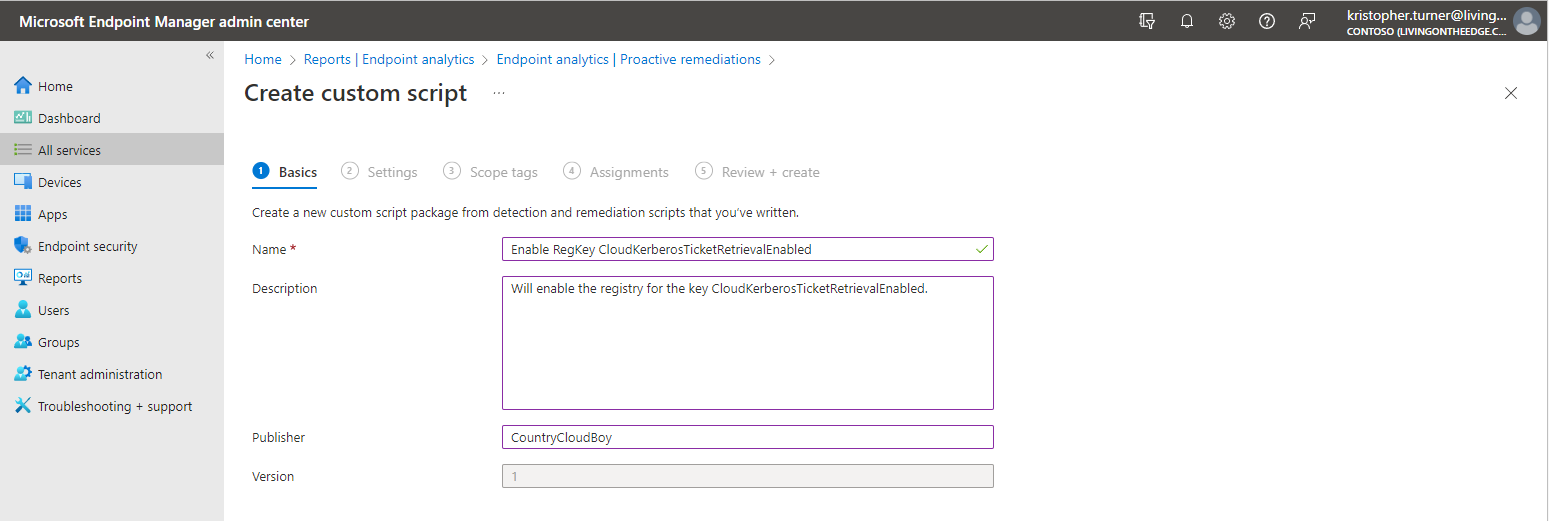 Microsoft Endpoint Manager admin center
kristopher.turner@living...
CONTOSO (LIVINGONTHEEDGE.C...
«
Home
Dashboard
All services
Devices
Apps
Endpoint security
Reports
Users
Groups
Tenant administration
Troubleshooting + support
Home > Reports | Endpoint analytics > Endpoint analytics | Proactive remediations >
Create custom script ...
1 Basics 2 Settings 3 Scope tags 4 Assignments 5 Review + create
Create a new custom script package from detection and remediation scripts that you've written.
Name * Enable RegKey CloudKerberosTicketRetrievalEnabled
Description Will enable the registry for the key CloudKerberosTicketRetrievalEnabled.
Publisher CountryCloudBoy
Version 1